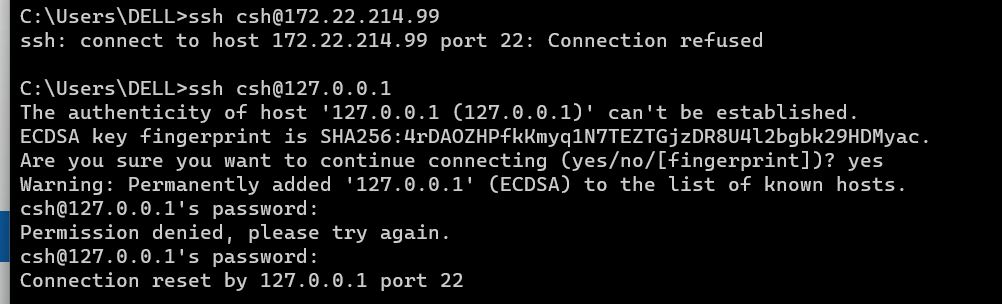 C:\Users\DELL>ssh csh@172.22.214.99
ssh: connect to host 172.22.214.99 port 22: Connection refused
C:\Users\DELL>ssh csh@127.0.0.1
The authenticity of host '127.0.0.1 (127.0.0.1)' can't be established.
ECDSA key fingerprint is SHA256:4rDAOZHPfkKmyq1N7TEZTGjzDR8U4l2bgbk29HDMyac.
Are you sure you want to continue connecting (yes/no/[fingerprint])? yes
Warning: Permanently added '127.0.0.1' (ECDSA) to the list of known hosts.
csh@127.0.0.1's password:
Permission denied, please try again.
csh@127.0.0.1's password:
Connection reset by 127.0.0.1 port 22